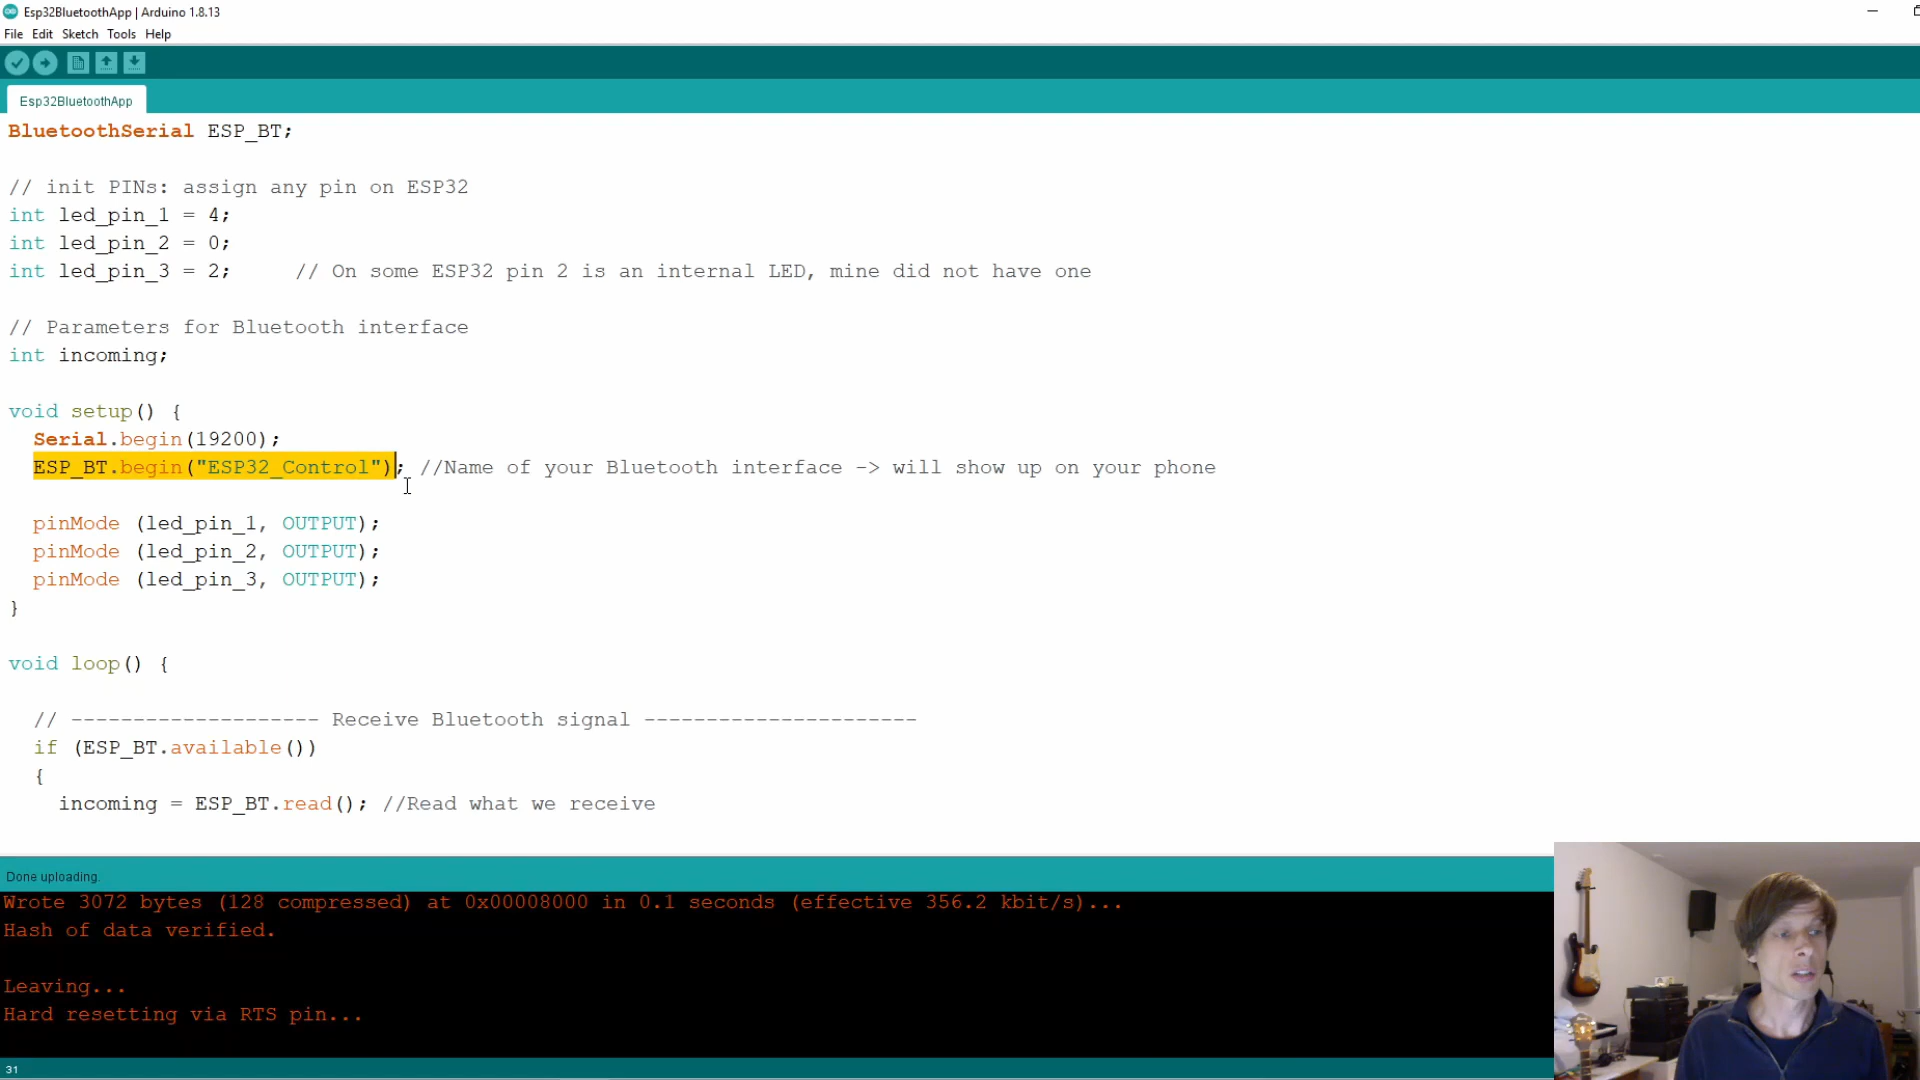 Esp32BluetoothApp | Arduino 1.8.13
File Edit Sketch Tools Help
Esp32BluetoothApp
BluetoothSerial ESP_BT;
// init PINs: assign any pin on ESP32
int led_pin_1 = 4;
int led_pin_2 = 0;
int led_pin_3 = 2;     // On some ESP32 pin 2 is an internal LED, mine did not have one
// Parameters for Bluetooth interface
int incoming;
void setup() {
Serial.begin(19200);
ESP_BT.begin("ESP32_Control"); //Name of your Bluetooth interface -> will show up on your phone
pinMode (led_pin_1, OUTPUT);
pinMode (led_pin_2, OUTPUT);
pinMode (led_pin_3, OUTPUT);
}
void loop() {
// -------------------- Receive Bluetooth signal ----------------------
if (ESP_BT.available())
{
incoming = ESP_BT.read(); //Read what we receive
Done uploading.
Wrote 3072 bytes (128 compressed) at 0x00008000 in 0.1 seconds (effective 356.2 kbit/s)...
Hash of data verified.
Leaving...
Hard resetting via RTS pin...
31